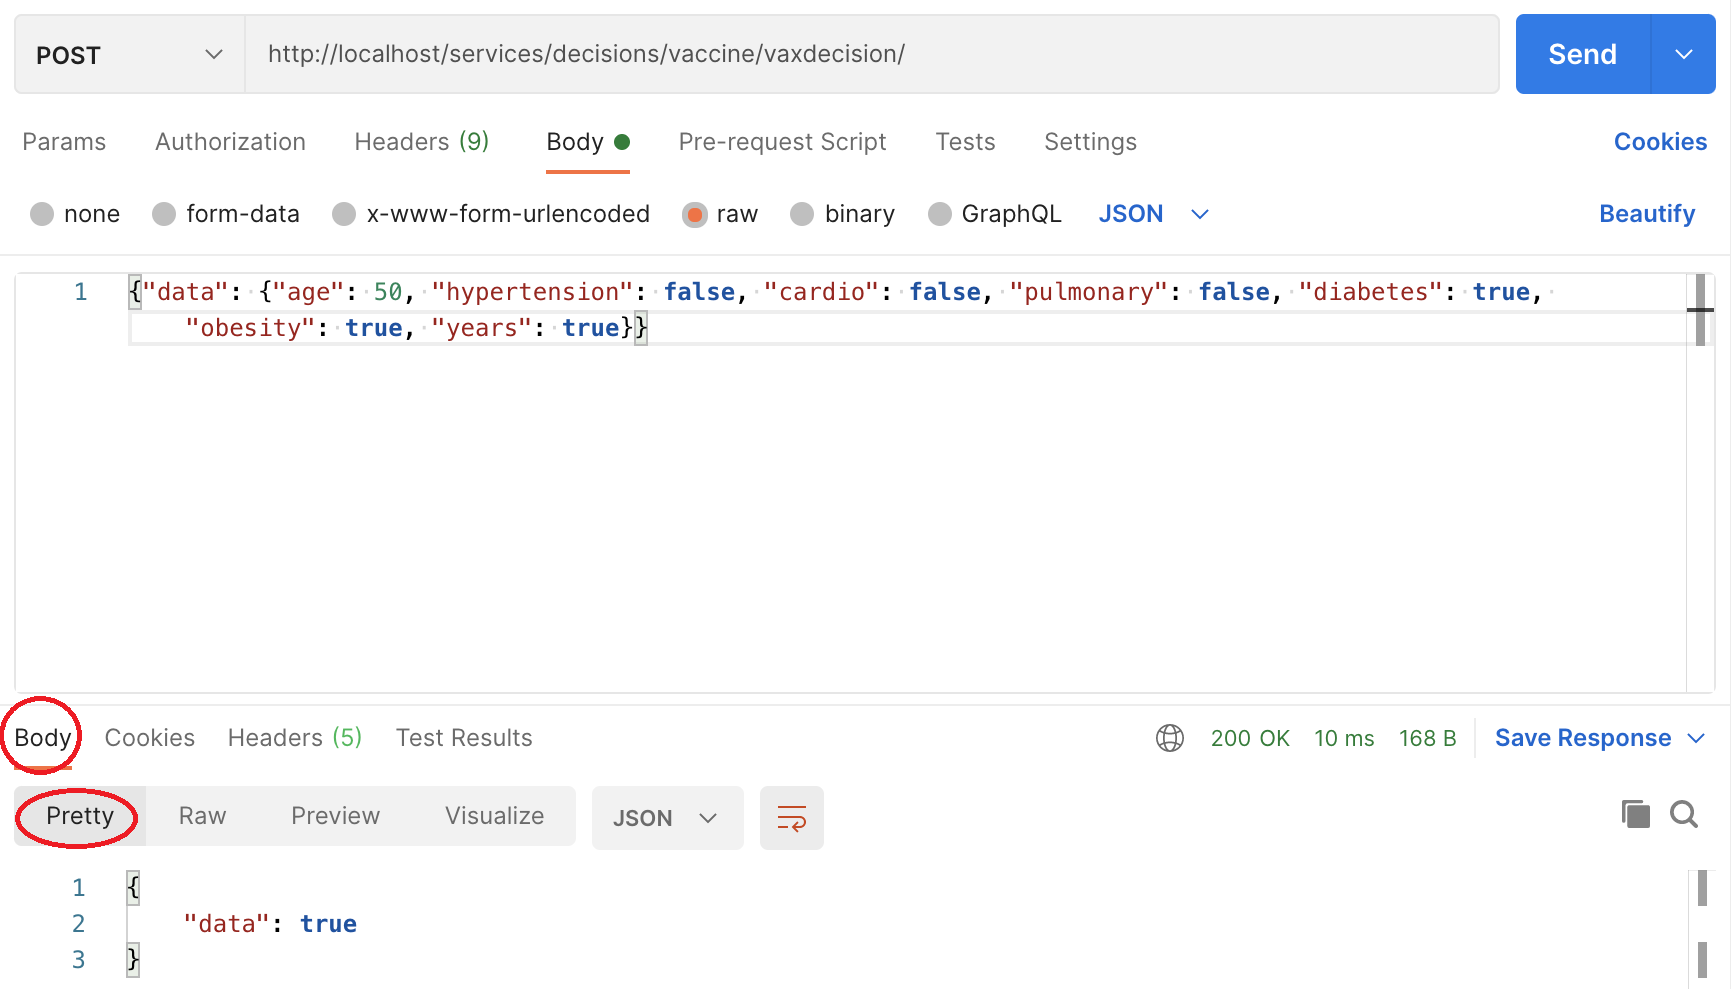 POST http://localhost/services/decisions/vaccine/vaxdecision/ Send
Params Authorization Headers (9) Body Pre-request Script Tests Settings Cookies
none form-data x-www-form-urlencoded raw binary GraphQL JSON Beautify
1 {"data": {"age": 50, "hypertension": false, "cardio": false, "pulmonary": false, "diabetes": true,
"obesity": true, "years": true}}
Body Cookies Headers (5) Test Results 200 OK 10 ms 168 B Save Response
Pretty Raw Preview Visualize JSON
1 {
2 "data": true
3 }